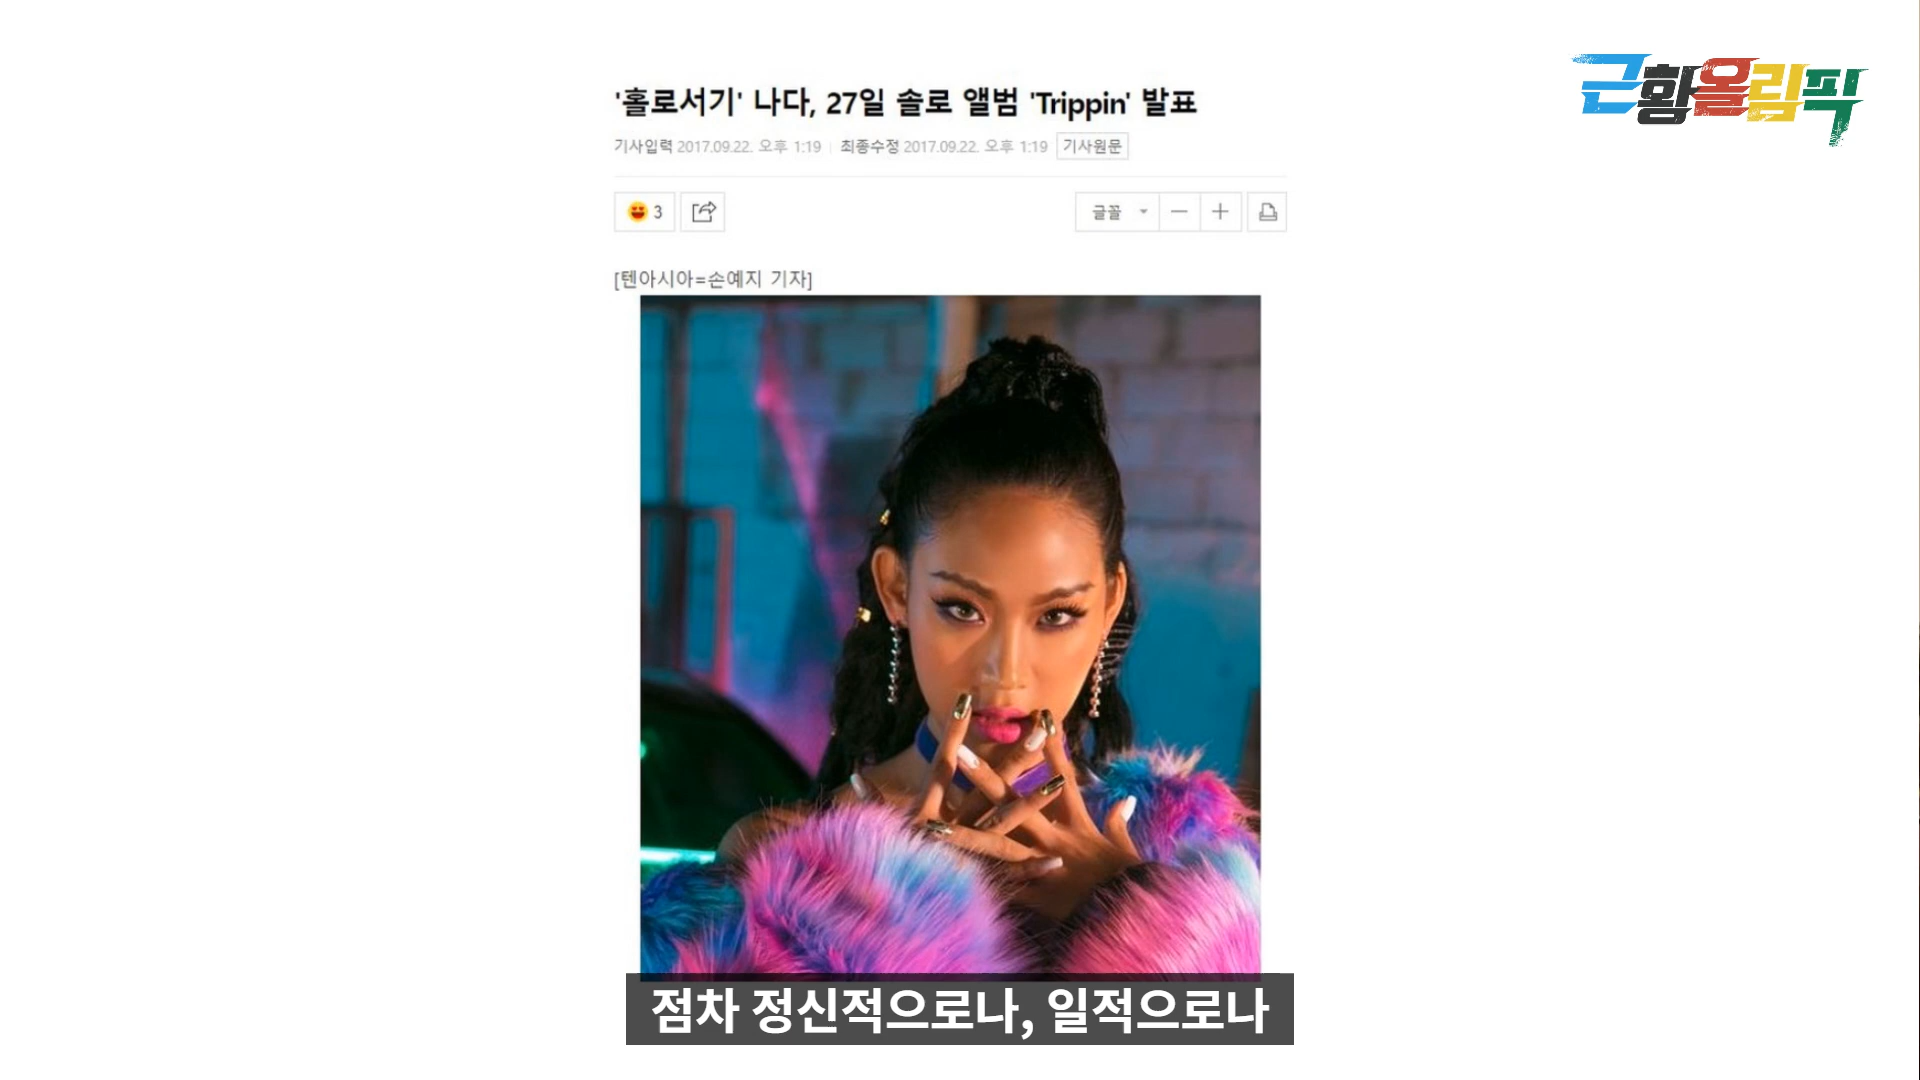 근황올림픽
'홀로서기' 나다, 27일 솔로 앨범 'Trippin' 발표
기사입력 2017.09.22. 오후 1:19 최종수정 2017.09.22. 오후 1:19 기사원문
3 글꼴
[텐아시아=손예지 기자]
점차 정신적으로나, 일적으로나